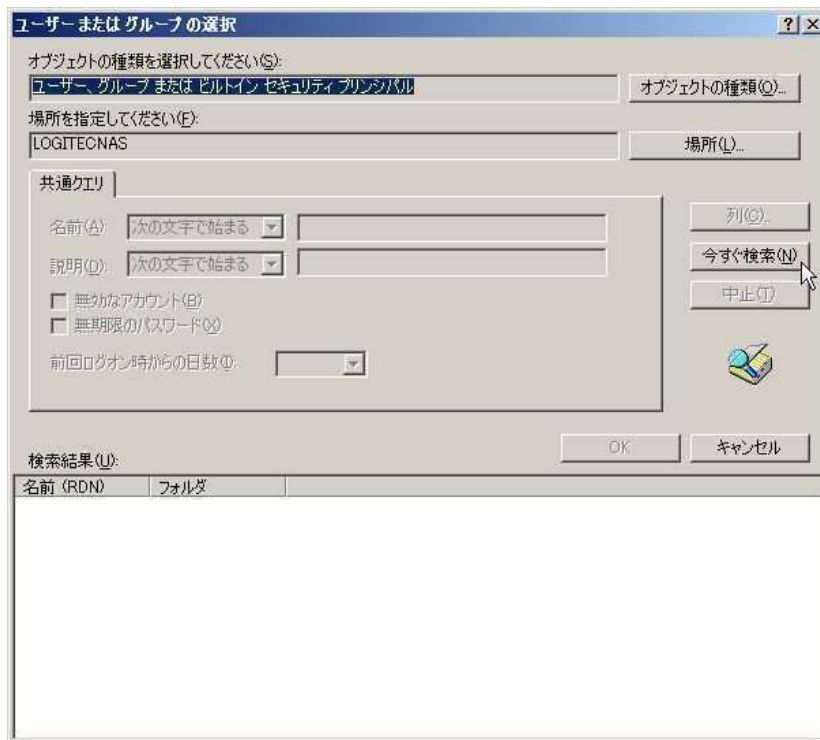 ユーザー または グループ の選択
オブジェクトの種類を選択してください(S):
ユーザー、グループ または ビルトイン セキュリティ プリンシパル
オブジェクトの種類(O)...
場所を指定してください(F):
LOGITECNAS
場所(L)...
共通クエリ
名前(A): 次の文字で始まる
列(C)...
説明(D): 次の文字で始まる
今すぐ検索(N)
無効なアカウント(B)
中止(T)
無期限のパスワード(X)
前回ログオン時からの日数(I):
OK
キャンセル
検索結果(U):
名前 (RDN) フォルダ